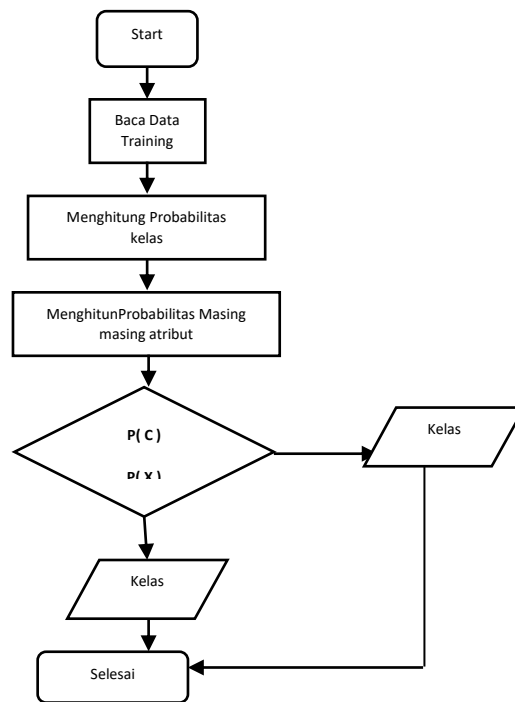 Start
Baca Data
Training
Menghitung Probabilitas
kelas
MenghitunProbabilitas Masing
masing atribut
P( C )
P( X )
Kelas
Kelas
Selesai